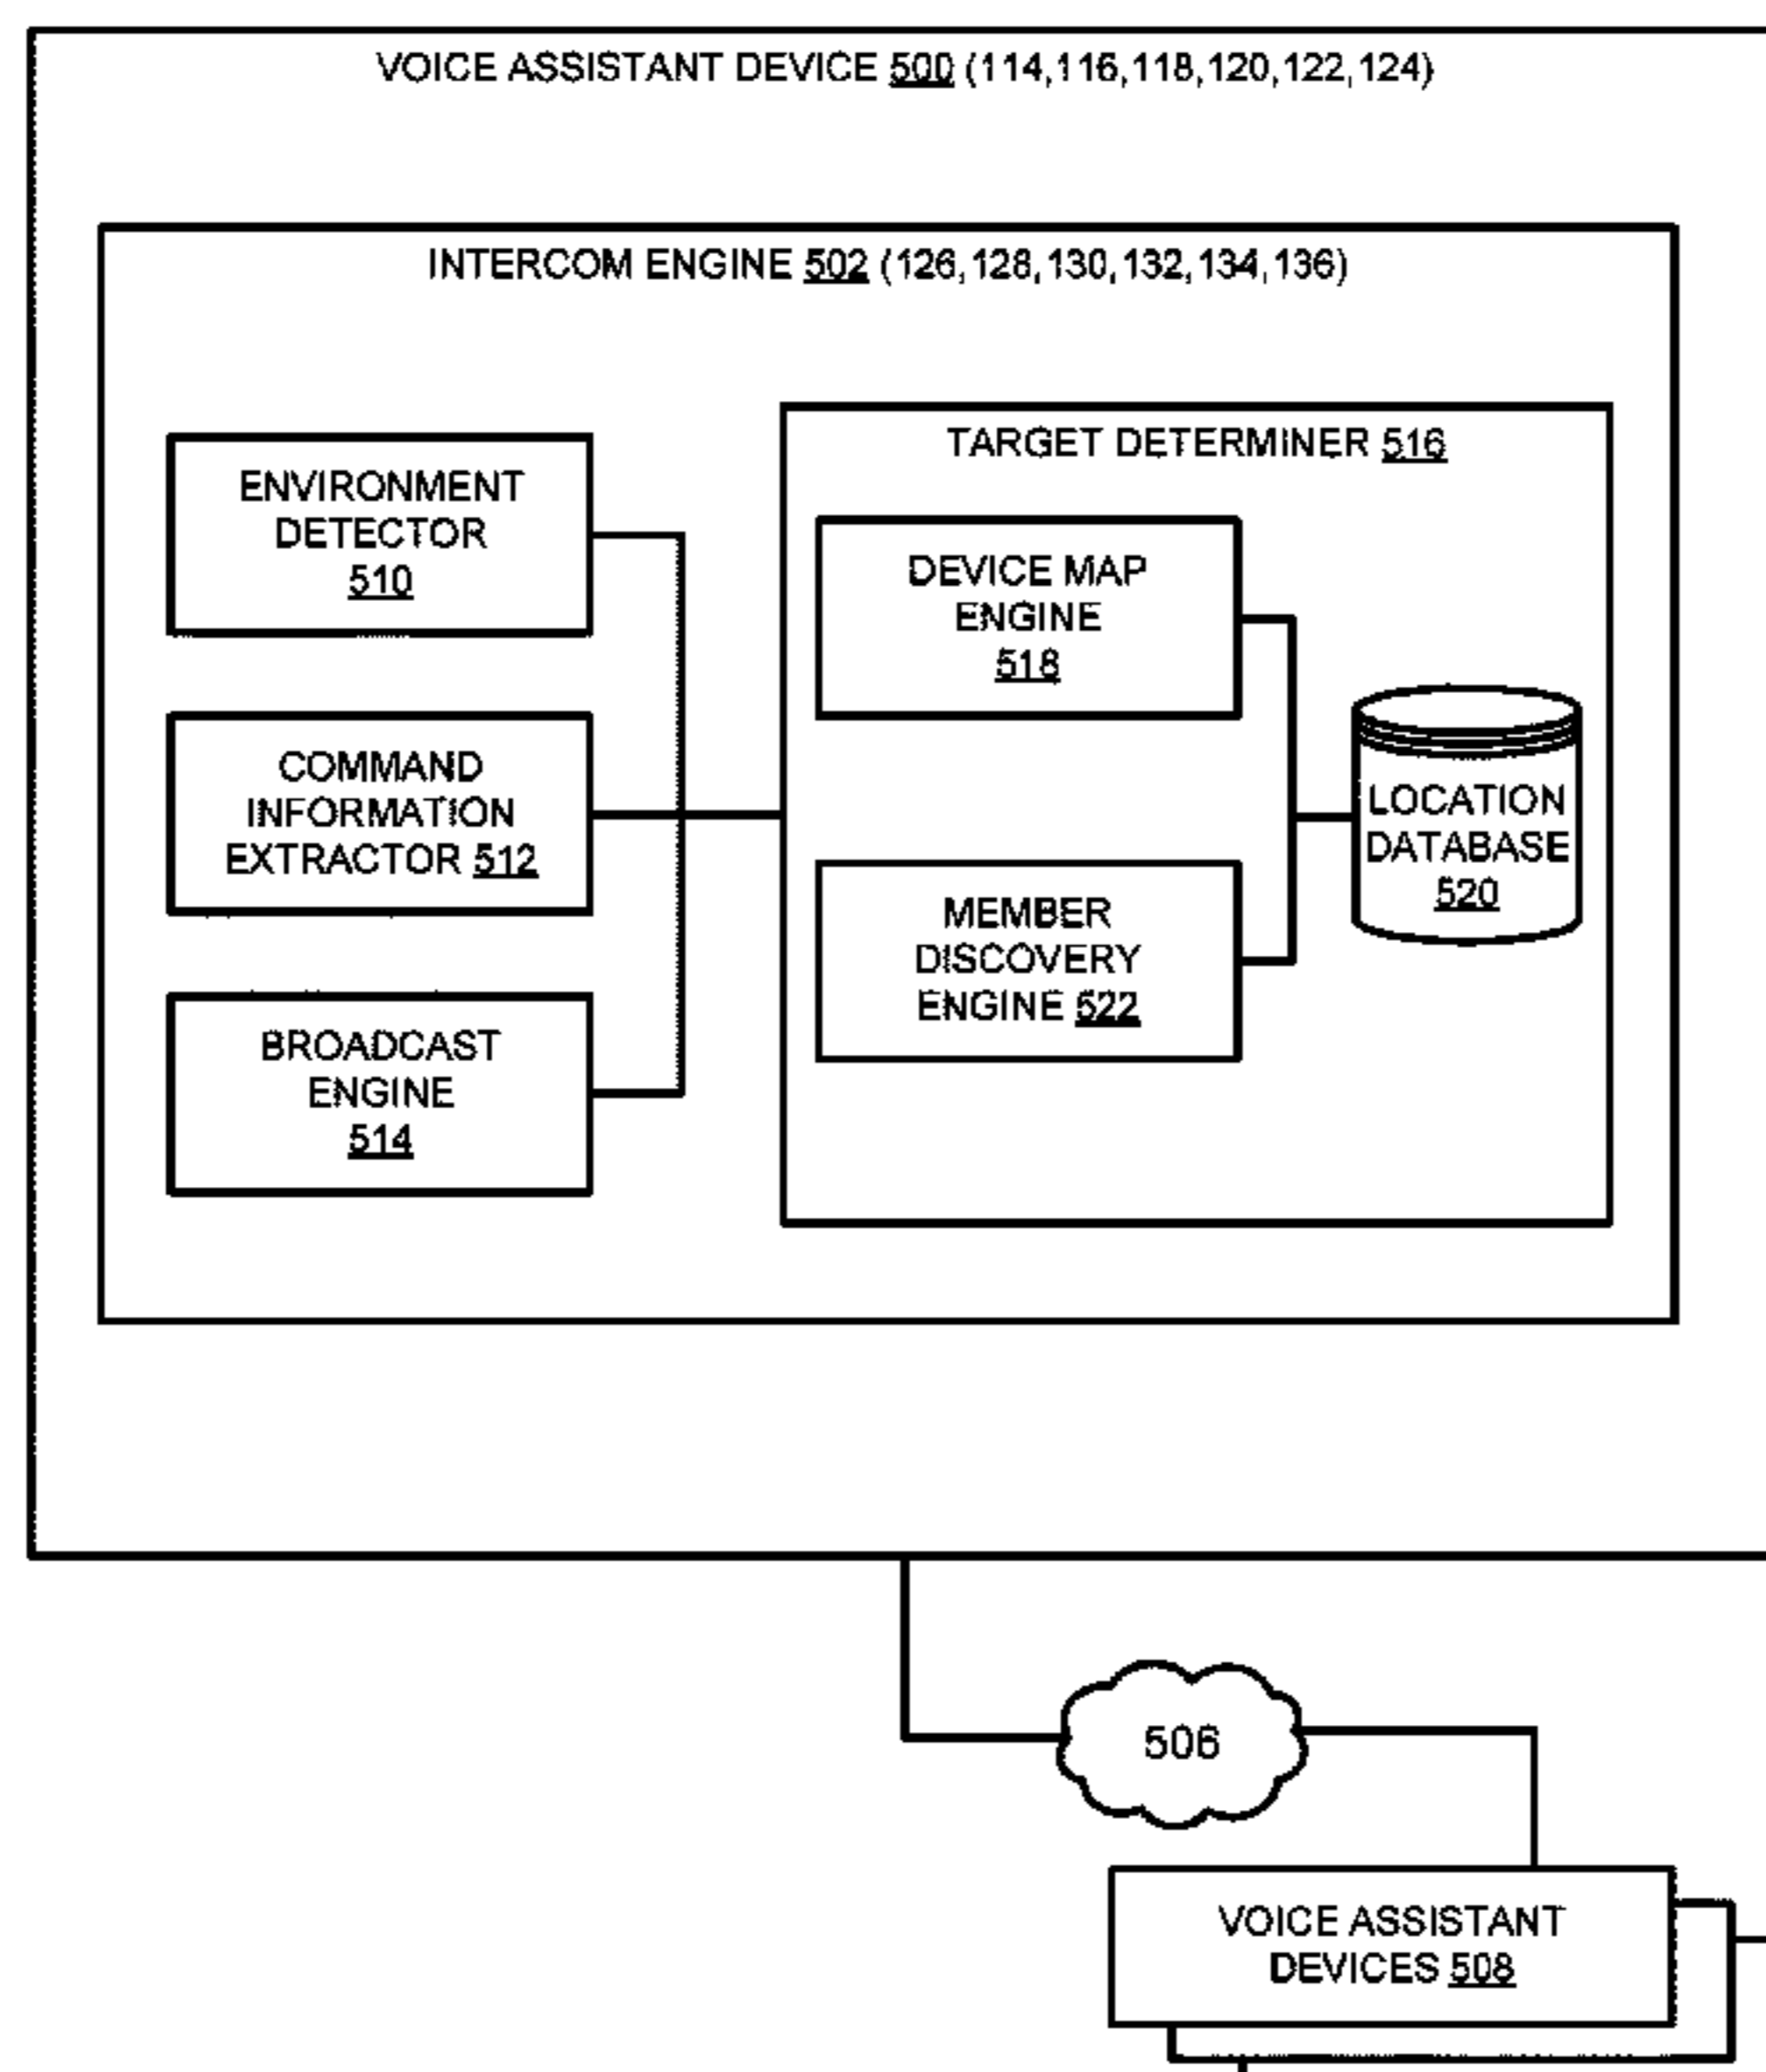 VOICE ASSISTANT DEVICE 500 (114,116,118,120,122,124)
INTERCOM ENGINE 502 (126,128,130,132,134,136)
ENVIRONMENT
DETECTOR
510
COMMAND
INFORMATION
EXTRACTOR 512
BROADCAST
ENGINE
514
TARGET DETERMINER 516
DEVICE MAP
ENGINE
518
MEMBER
DISCOVERY
ENGINE 522
LOCATION
DATABASE
520
506
VOICE ASSISTANT
DEVICES 508